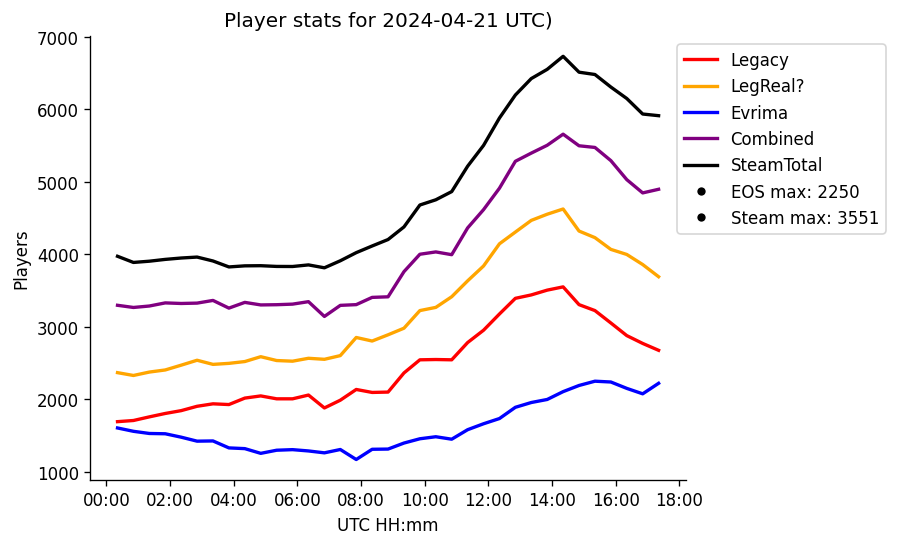 Player stats for 2024-04-21 UTC)
7000
6000
5000
4000
3000
2000
1000
Players
00:00 02:00 04:00 06:00 08:00 10:00 12:00 14:00 16:00 18:00
UTC HH:mm
Legacy
LegReal?
Evrima
Combined
SteamTotal
EOS max: 2250
Steam max: 3551